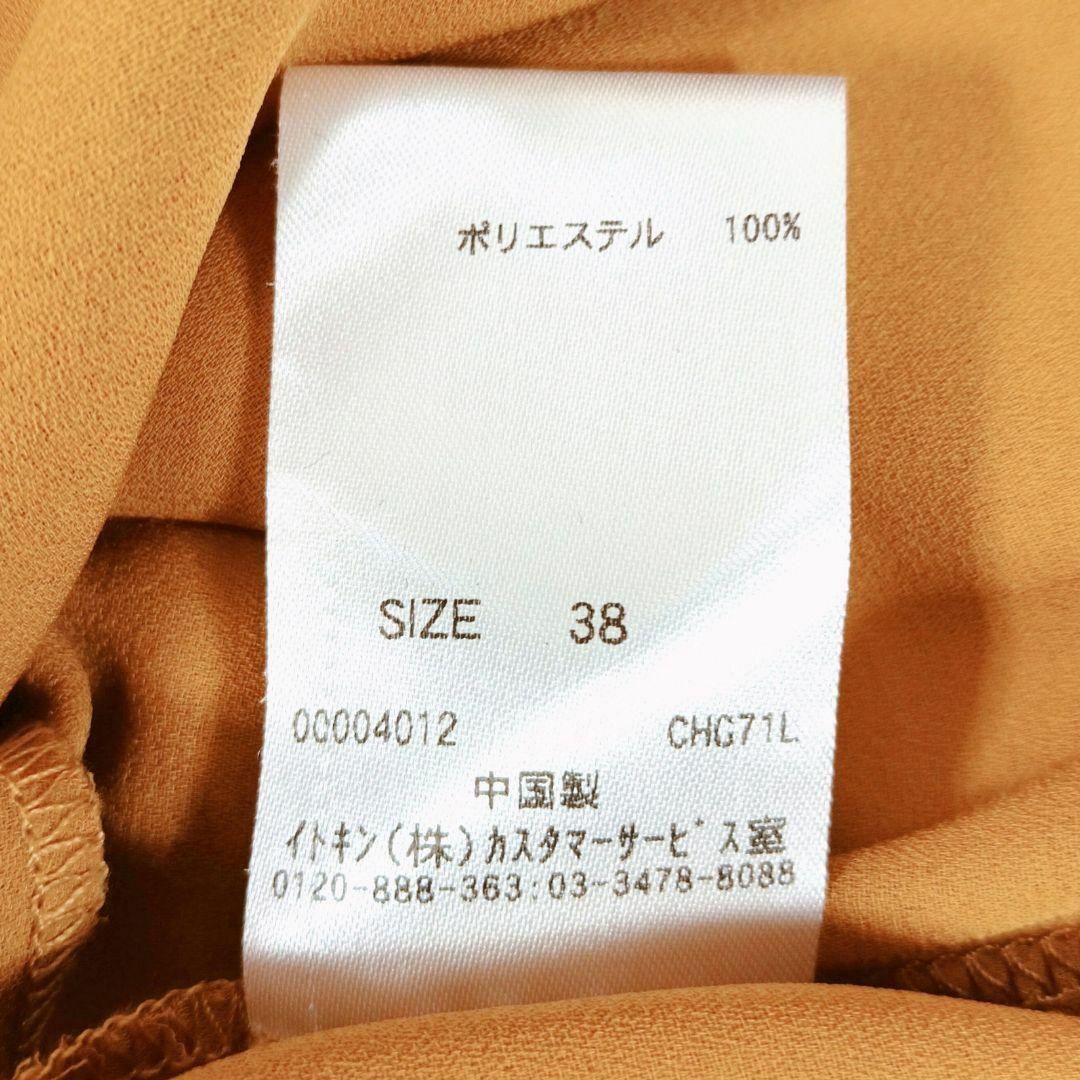 ポリエステル 100%
SIZE 38
00004012 CHG71L
中国製
イトキン(株)カスタマーサービス室
0120-888-363:03-3478-8088